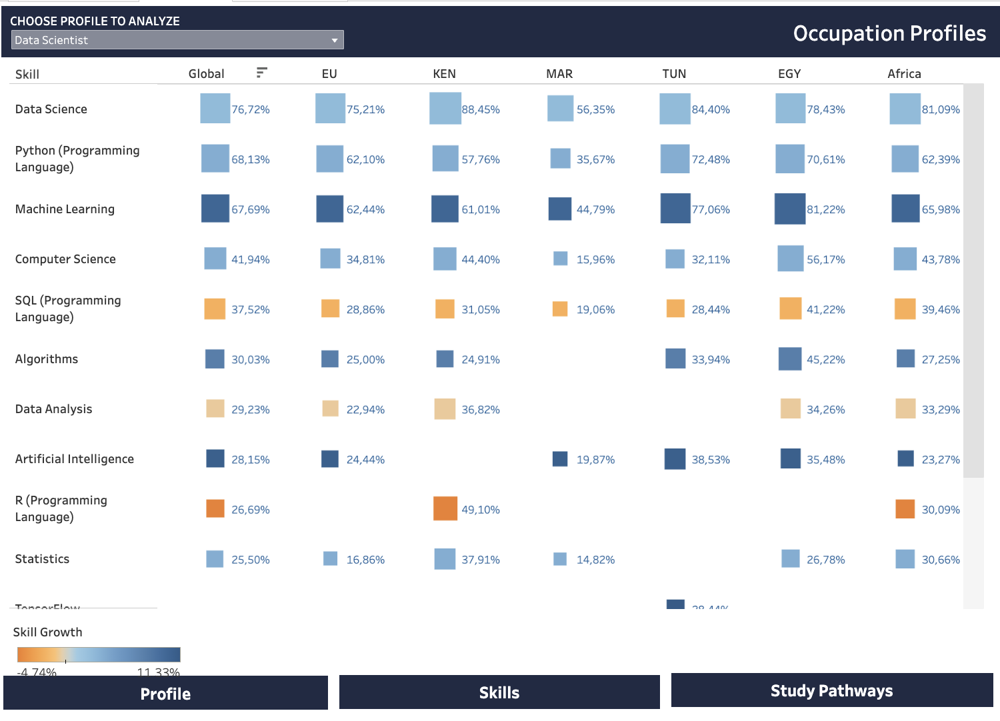 CHOOSE PROFILE TO ANALYZE
Data Scientist
Occupation Profiles
Skill Global EU KEN MAR TUN EGY Africa
Data Science 76,72% 75,21% 88,45% 56,35% 84,40% 78,43% 81,09%
Python (Programming
Language) 68,13% 62,10% 57,76% 35,67% 72,48% 70,61% 62,39%
Machine Learning 67,69% 62,44% 61,01% 44,79% 77,06% 81,22% 65,98%
Computer Science 41,94% 34,81% 44,40% 15,96% 32,11% 56,17% 43,78%
SQL (Programming
Language) 37,52% 28,86% 31,05% 19,06% 28,44% 41,22% 39,46%
Algorithms 30,03% 25,00% 24,91% 33,94% 45,22% 27,25%
Data Analysis 29,23% 22,94% 36,82% 34,26% 33,29%
Artificial Intelligence 28,15% 24,44% 19,87% 38,53% 35,48% 23,27%
R (Programming
Language) 26,69% 49,10% 30,09%
Statistics 25,50% 16,86% 37,91% 14,82% 26,78% 30,66%
TensorFlow
Skill Growth
-4,74% 11,33%
Profile
Skills
Study Pathways